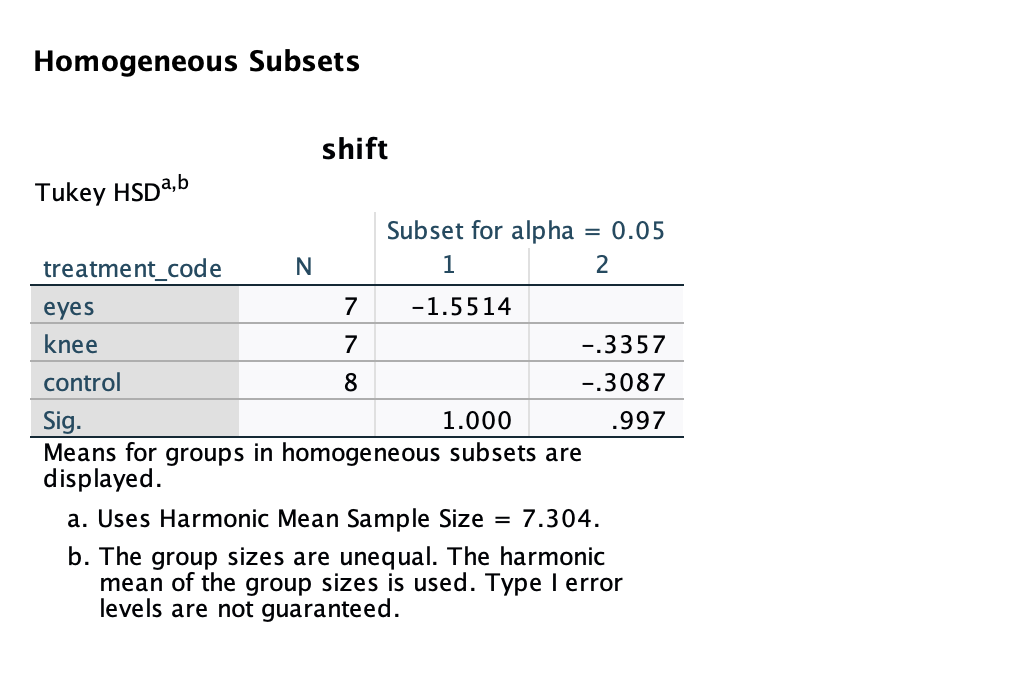 Homogeneous Subsets
shift
Tukey HSDa,b
Subset for alpha = 0.05
treatment_code N 1 2
eyes 7 -1.5514
knee 7 -.3357
control 8 -.3087
Sig. 1.000 .997
Means for groups in homogeneous subsets are
displayed.
a. Uses Harmonic Mean Sample Size = 7.304.
b. The group sizes are unequal. The harmonic
mean of the group sizes is used. Type I error
levels are not guaranteed.